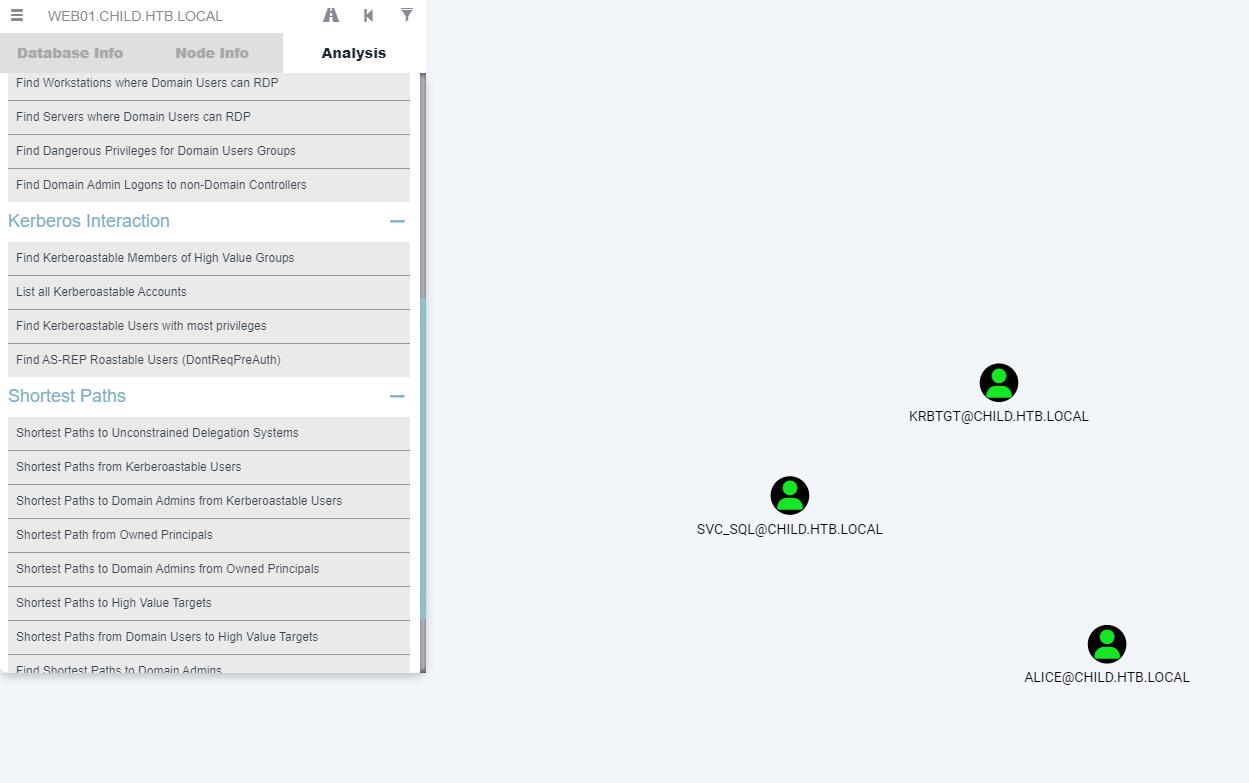 WEB01.CHILD.HTB.LOCAL
Database Info
Node Info
Analysis
Find Workstations where Domain Users can RDP
Find Servers where Domain Users can RDP
Find Dangerous Privileges for Domain Users Groups
Find Domain Admin Logons to non-Domain Controllers
Kerberos Interaction
Find Kerberoastable Members of High Value Groups
List all Kerberoastable Accounts
Find Kerberoastable Users with most privileges
Find AS-REP Roastable Users (DontReqPreAuth)
Shortest Paths
Shortest Paths to Unconstrained Delegation Systems
Shortest Paths from Kerberoastable Users
Shortest Paths to Domain Admins from Kerberoastable Users
Shortest Path from Owned Principals
Shortest Paths to Domain Admins from Owned Principals
Shortest Paths to High Value Targets
Shortest Paths from Domain Users to High Value Targets
Find Shortest Paths to Domain Admins
KRBTGT@CHILD.HTB.LOCAL
SVC_SQL@CHILD.HTB.LOCAL
ALICE@CHILD.HTB.LOCAL